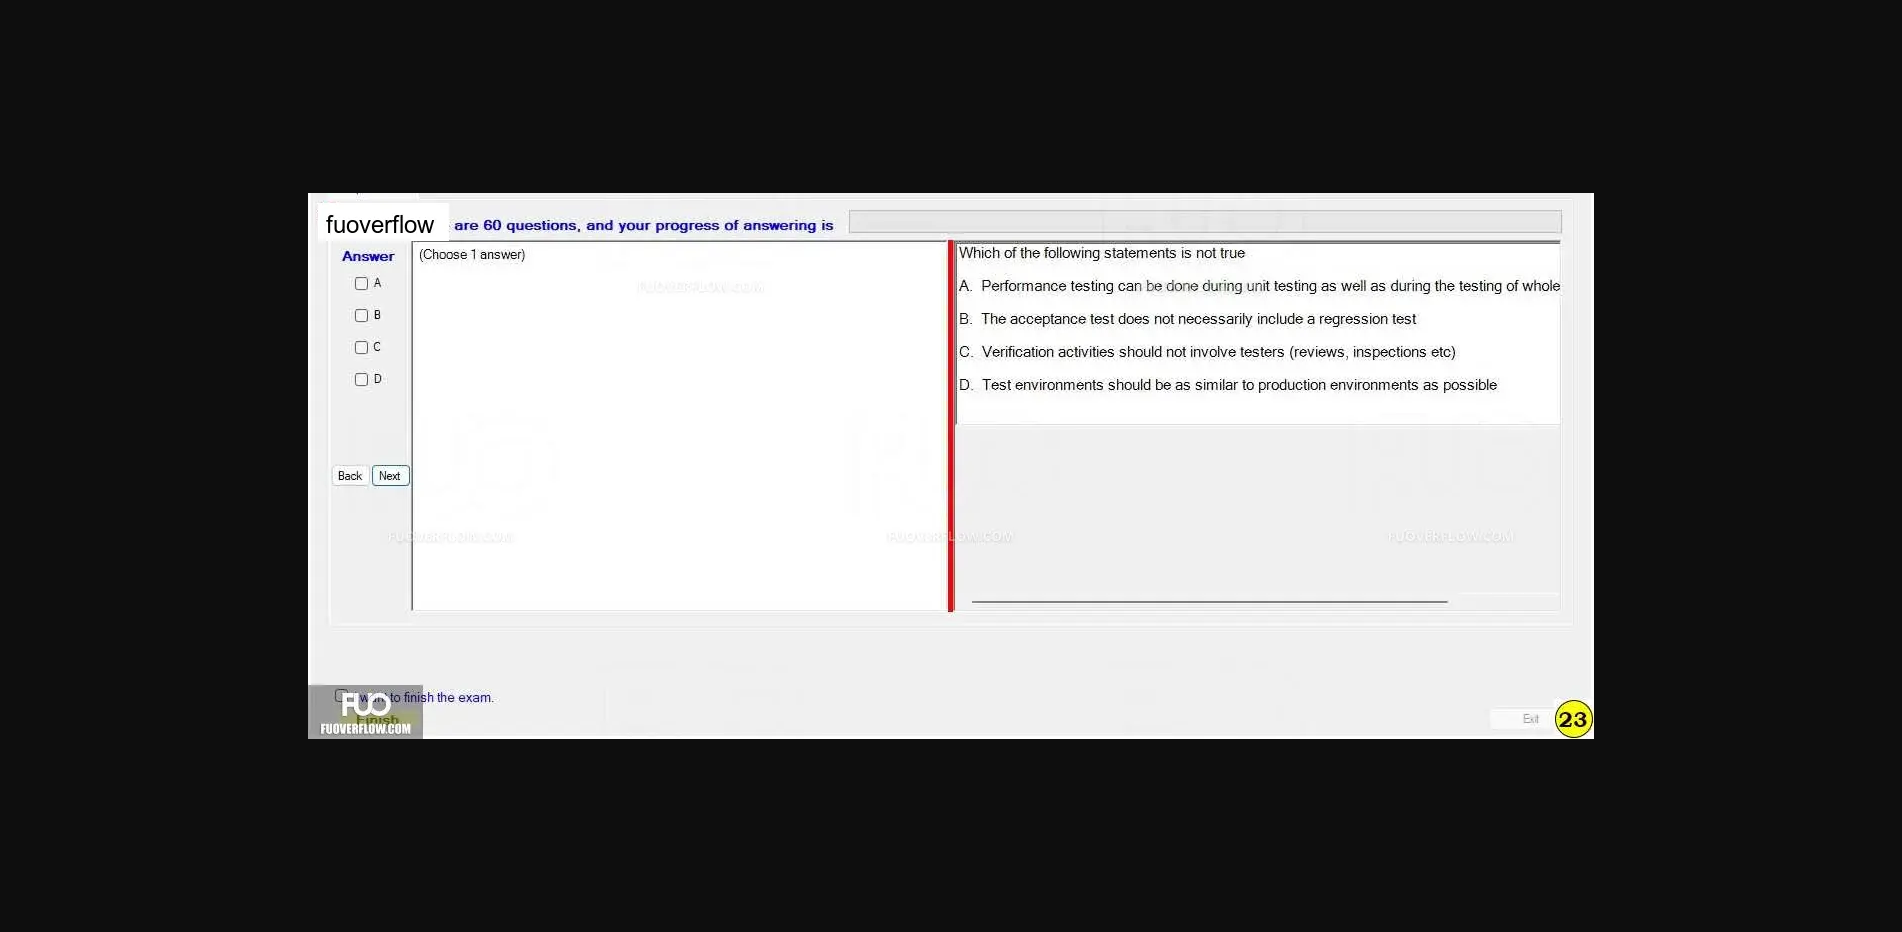 fuoverflow are 60 questions, and your progress of answering is
Answer
(Choose 1 answer)
A
B
C
D
Back Next
Which of the following statements is not true
A. Performance testing can be done during unit testing as well as during the testing of whole
B. The acceptance test does not necessarily include a regression test
C. Verification activities should not involve testers (reviews, inspections etc)
D. Test environments should be as similar to production environments as possible
FUOVERFLOW.COM
FUOVERFLOW.COM FUOVERFLOW.COM FUOVERFLOW.COM
want to finish the exam.
FUO
Finish
FUOVERFLOW.COM
Exit 23